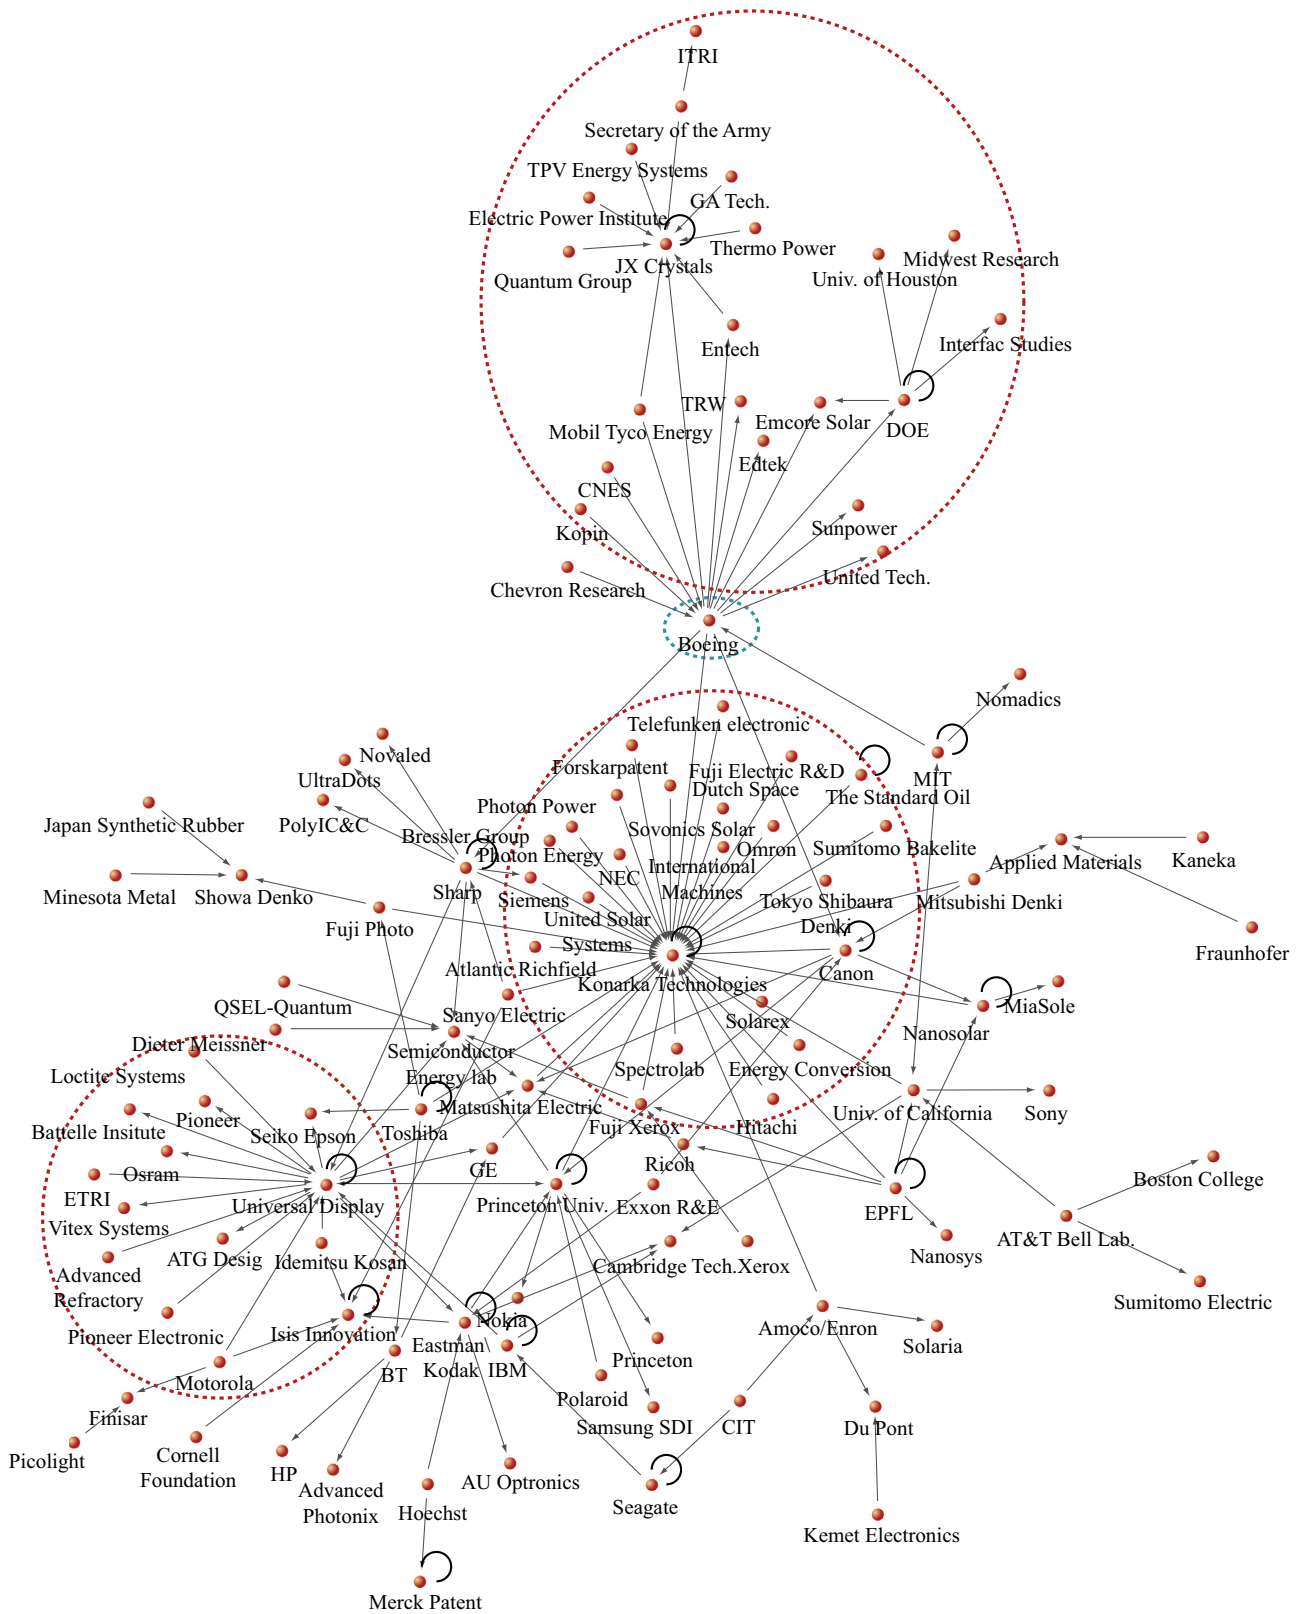 ITRI
Secretary of the Army
TPV Energy Systems
GA Tech.
Electric Power Institute
Thermo Power
JX Crystals
Quantum Group
Midwest Research
Univ. of Houston
Entech
Interfac Studies
TRW
Emcore Solar
DOE
Mobil Tyco Energy
Edtek
CNES
Kopin
Sunpower
United Tech.
Chevron Research
Boeing
Nomadics
Telefunken electronic
Novaled
UltraDots
Forskarpatent
Fuji Electric R&D
MIT
Dutch Space
The Standard Oil
Photon Power
PolyIC&C
Japan Synthetic Rubber
Bressler Group
Sovonics Solar
Omron
Sumitomo Bakelite
Photon Energy
International
Machines
NEC
Applied Materials
Kaneka
Minesota Metal
Showa Denko
Sharp
Siemens
Tokyo Shibaura
Denki
Mitsubishi Denki
United Solar
Systems
Fuji Photo
Fraunhofer
Atlantic Richfield
Konarka Technologies
Canon
QSEL-Quantum
Sanyo Electric
Solarex
Nanosolar
MiaSole
Dieter Meissner
Semiconductor
Energy lab
Loctite Systems
Spectrolab
Energy Conversion
Matsushita Electric
Univ. of California
Sony
Pioneer
Battelle Insitute
Seiko Epson
Toshiba
Fuji Xerox
Hitachi
Osram
GE
Ricoh
Boston College
ETRI
Universal Display
Princeton Univ.
Exxon R&E
EPFL
Vitex Systems
ATG Desig
Idemitsu Kosan
Cambridge Tech.
Xerox
Nanosys
AT&T Bell Lab.
Advanced
Refractory
Sumitomo Electric
Pioneer Electronic
Isis Innovation
Nokia
Eastman
Kodak
IBM
Amoco/Enron
Solaria
Princeton
BT
Motorola
Polaroid
Finisar
Samsung SDI
CIT
Du Pont
Picolight
Cornell
Foundation
HP
Advanced
Photonix
AU Optronics
Hoechst
Seagate
Kemet Electronics
Merck Patent